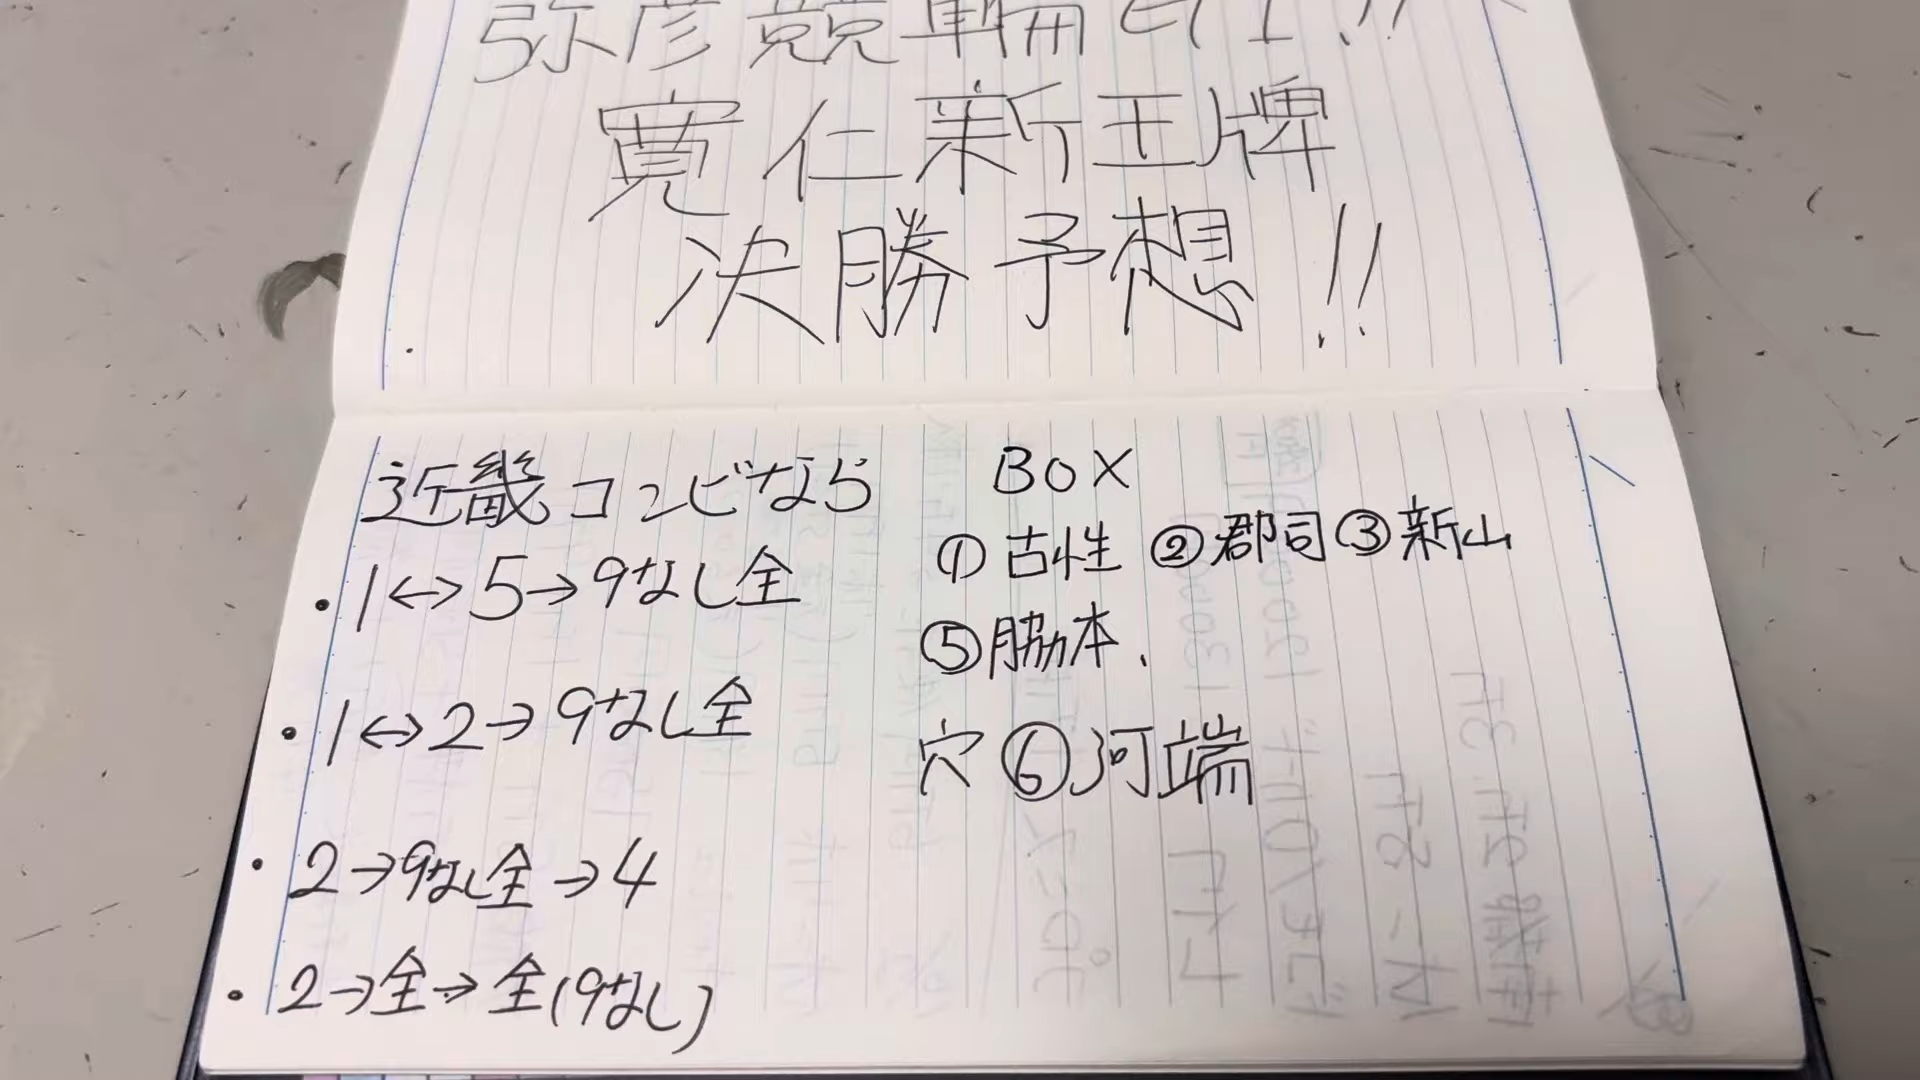 弥彦競輪G1!!
寛仁新王牌
決勝予想!!
近畿コンビなら
・1↔5→9なし全
・1↔2→9なし全
・2→9なし全→4
・2→全→全(9なし)
BOX
①古性 ②郡司 ③新山
⑤脇本.
穴⑥河端